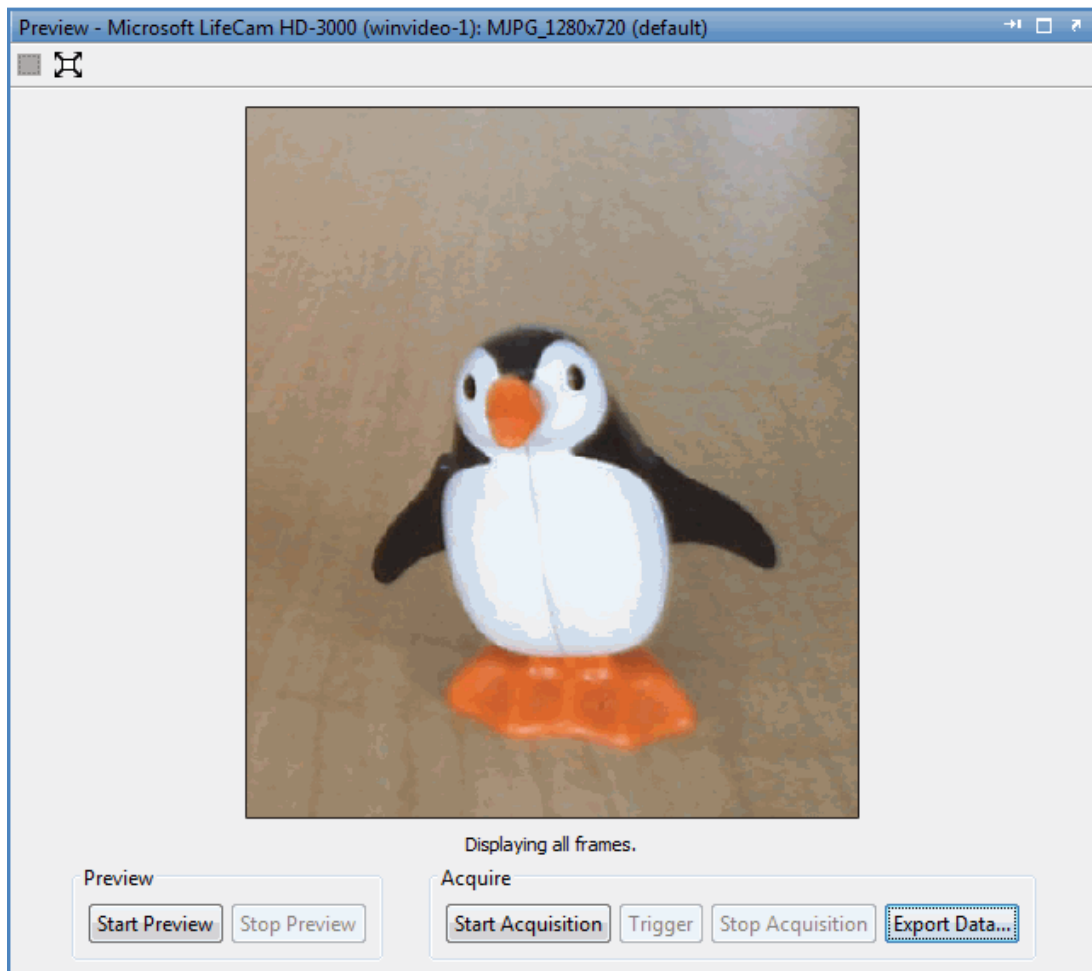 Preview - Microsoft LifeCam HD-3000 (winvideo-1): MJPG_1280x720 (default)
Displaying all frames.
Preview
Start Preview Stop Preview
Acquire
Start Acquisition Trigger Stop Acquisition Export Data...